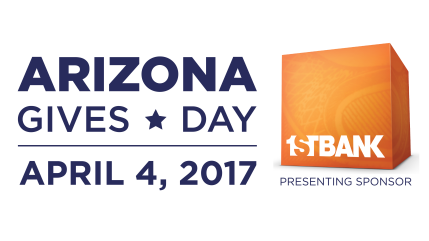 ARIZONA
GIVES ★ DAY
APRIL 4, 2017
1STBANK
PRESENTING SPONSOR